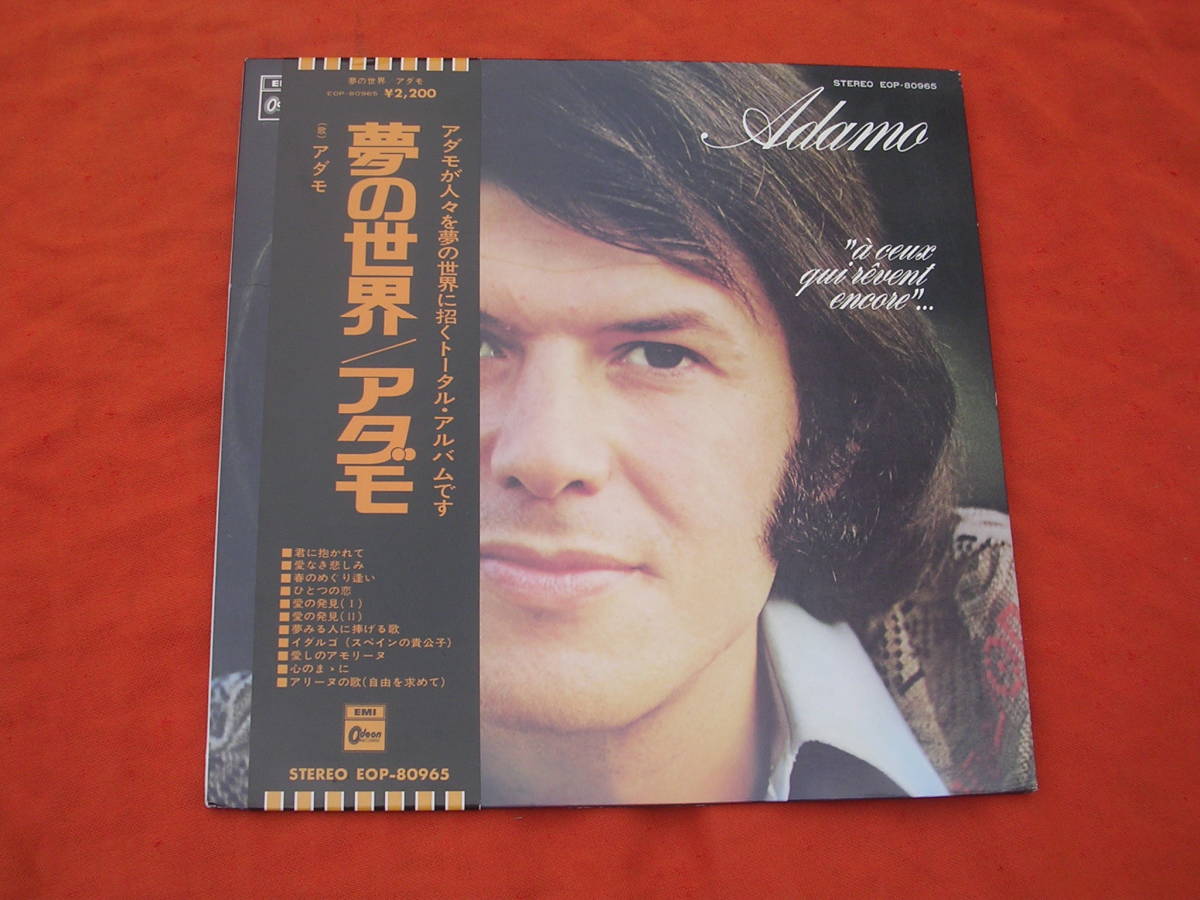 夢の世界 アダモ
EOP-80965 ¥2,200
アダモが人々を夢の世界に招くトータル・アルバムです
夢の世界/アダモ
(歌)アダモ
■君に抱かれて
■愛なき悲しみ
■春のめぐり逢い
■ひとつの恋
■愛の発見(I)
■愛の発見(II)
■夢みる人に捧げる歌
■イダルゴ(スペインの貴公子)
■愛しのアモリーヌ
■心のまゝに
■アリーヌの歌(自由を求めて)
EMI
Odeon
STEREO EOP-80965
STEREO EOP-80965
Adamo
"à ceux
qui rêvent
encore"...